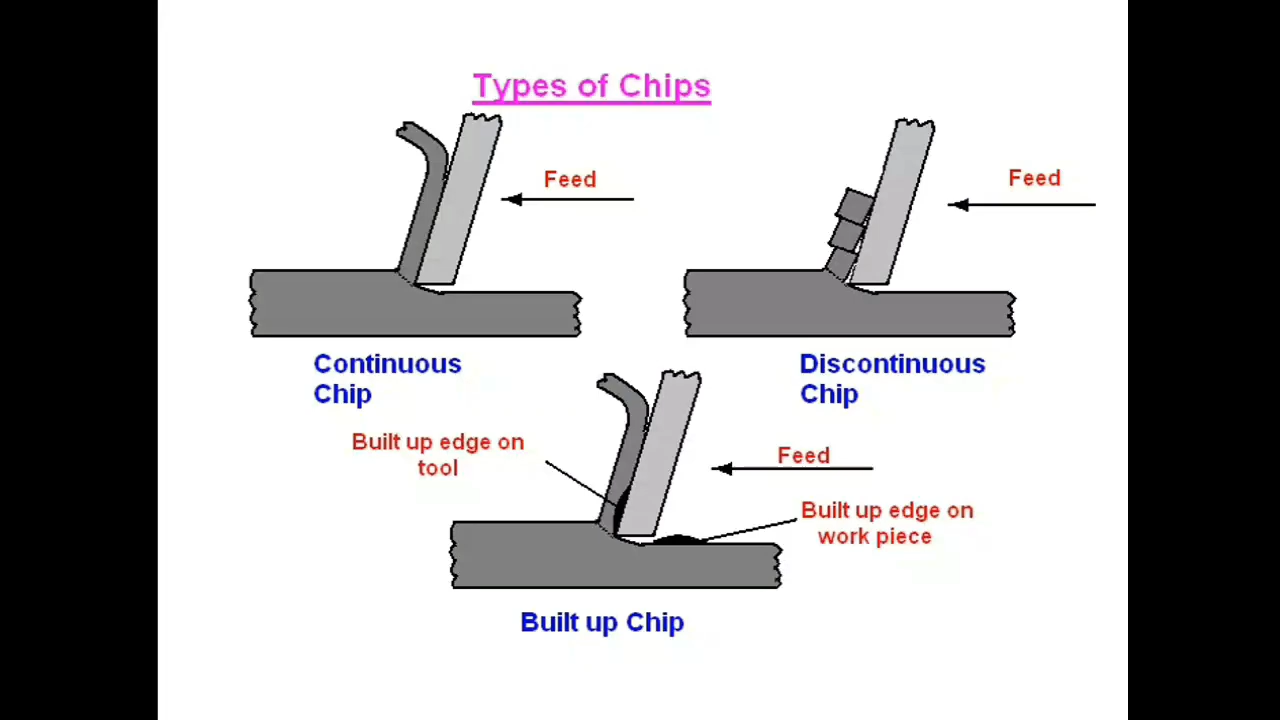 Types of Chips
Feed
Feed
Continuous
Chip
Discontinuous
Chip
Built up edge on
tool
Feed
Built up edge on
work piece
Built up Chip